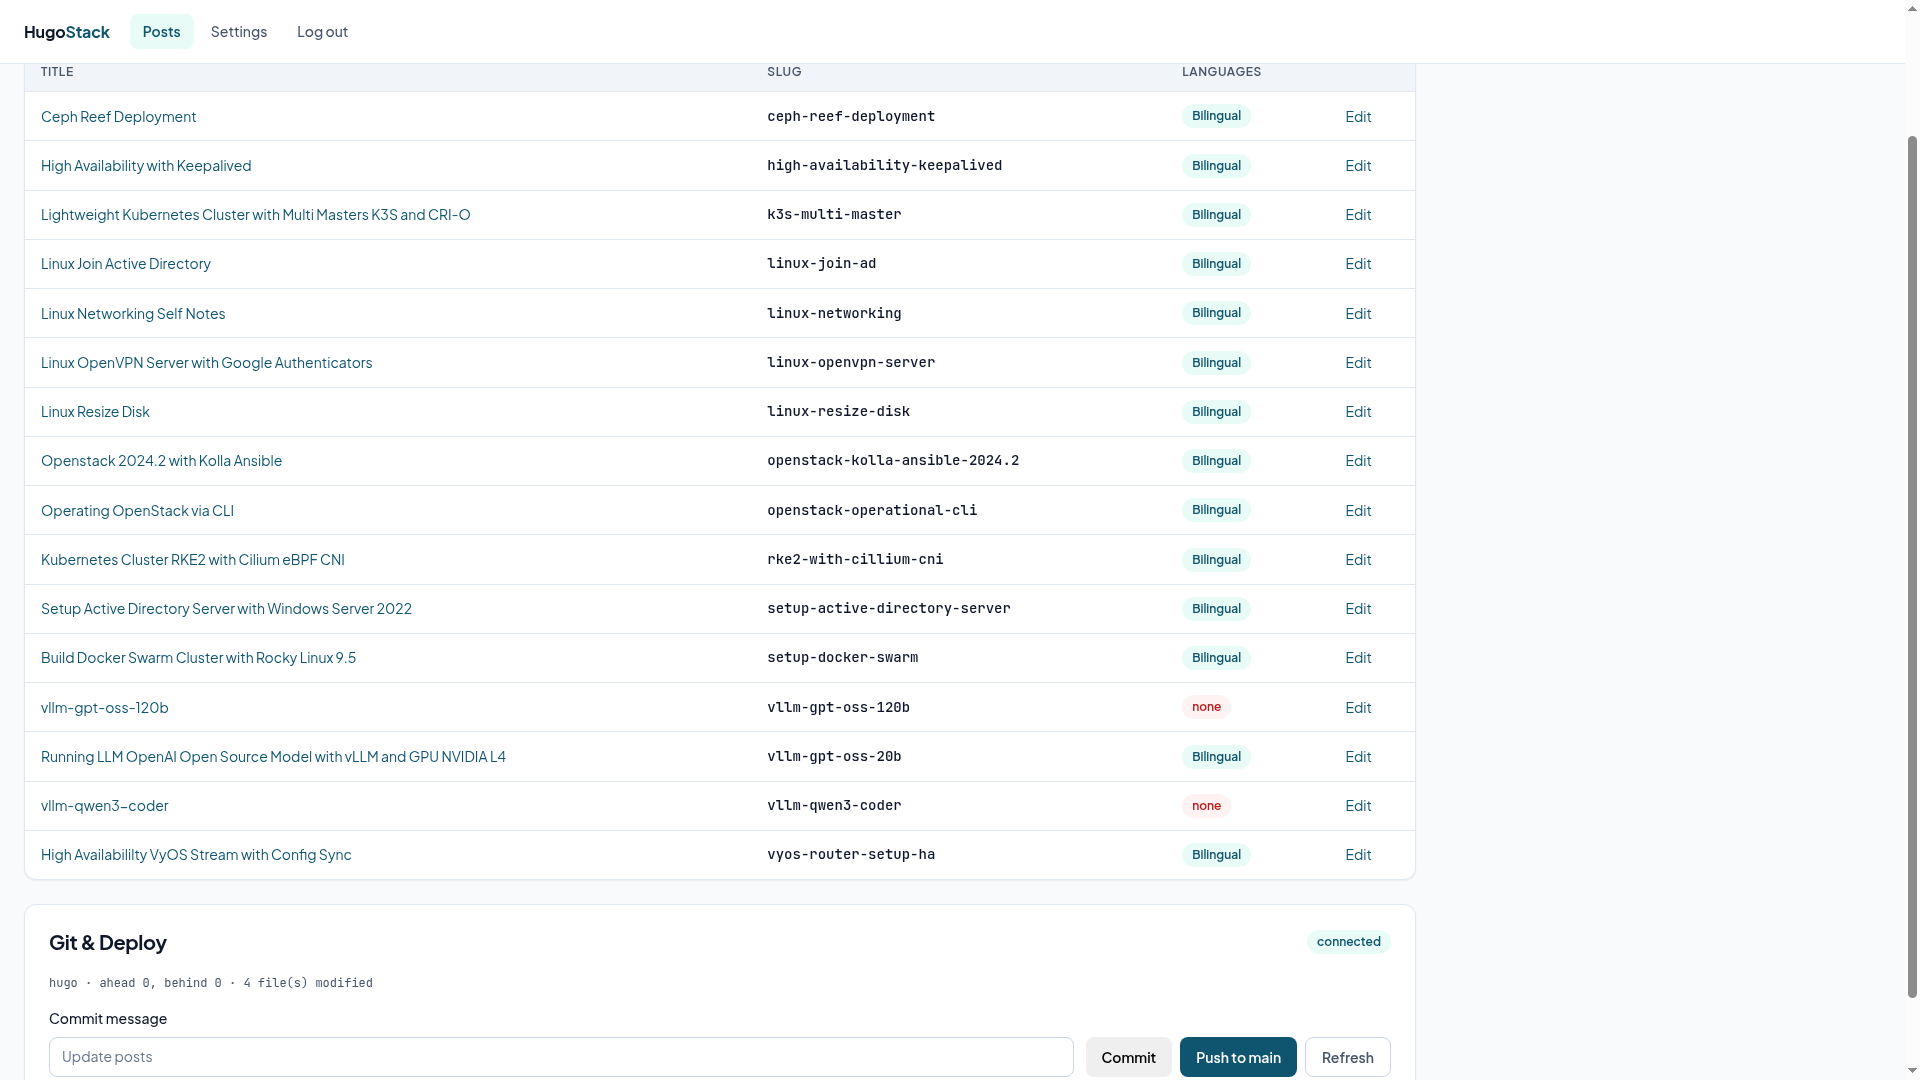 HugoStack Posts Settings Log out
TITLE SLUG LANGUAGES
Ceph Reef Deployment ceph-reef-deployment Bilingual Edit
High Availability with Keepalived high-availability-keepalived Bilingual Edit
Lightweight Kubernetes Cluster with Multi Masters K3S and CRI-O k3s-multi-master Bilingual Edit
Linux Join Active Directory linux-join-ad Bilingual Edit
Linux Networking Self Notes linux-networking Bilingual Edit
Linux OpenVPN Server with Google Authenticators linux-openvpn-server Bilingual Edit
Linux Resize Disk linux-resize-disk Bilingual Edit
Openstack 2024.2 with Kolla Ansible openstack-kolla-ansible-2024.2 Bilingual Edit
Operating OpenStack via CLI openstack-operational-cli Bilingual Edit
Kubernetes Cluster RKE2 with Cilium eBPF CNI rke2-with-cillium-cni Bilingual Edit
Setup Active Directory Server with Windows Server 2022 setup-active-directory-server Bilingual Edit
Build Docker Swarm Cluster with Rocky Linux 9.5 setup-docker-swarm Bilingual Edit
vllm-gpt-oss-120b vllm-gpt-oss-120b none Edit
Running LLM OpenAI Open Source Model with vLLM and GPU NVIDIA L4 vllm-gpt-oss-20b Bilingual Edit
vllm-qwen3-coder vllm-qwen3-coder none Edit
High Availabililty VyOS Stream with Config Sync vyos-router-setup-ha Bilingual Edit
Git & Deploy connected
hugo · ahead 0, behind 0 · 4 file(s) modified
Commit message
Update posts Commit Push to main Refresh